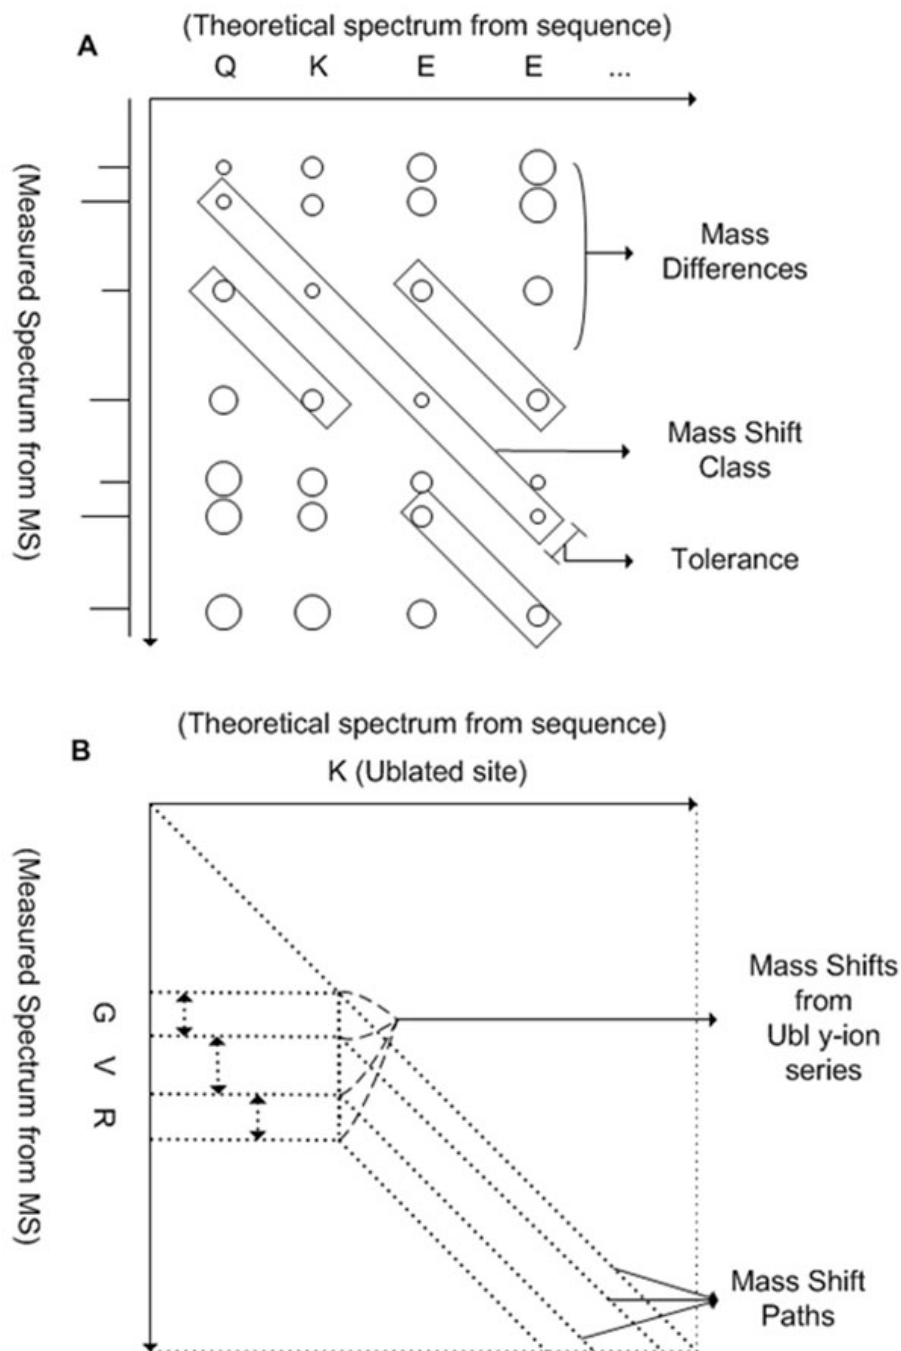 A
(Theoretical spectrum from sequence)
Q K E E ...
(Measured Spectrum from MS)
Mass
Differences
Mass Shift
Class
Tolerance
B
(Theoretical spectrum from sequence)
K (Ublated site)
(Measured Spectrum from MS)
G
V
R
Mass Shifts
from
Ubl y-ion
series
Mass Shift
Paths